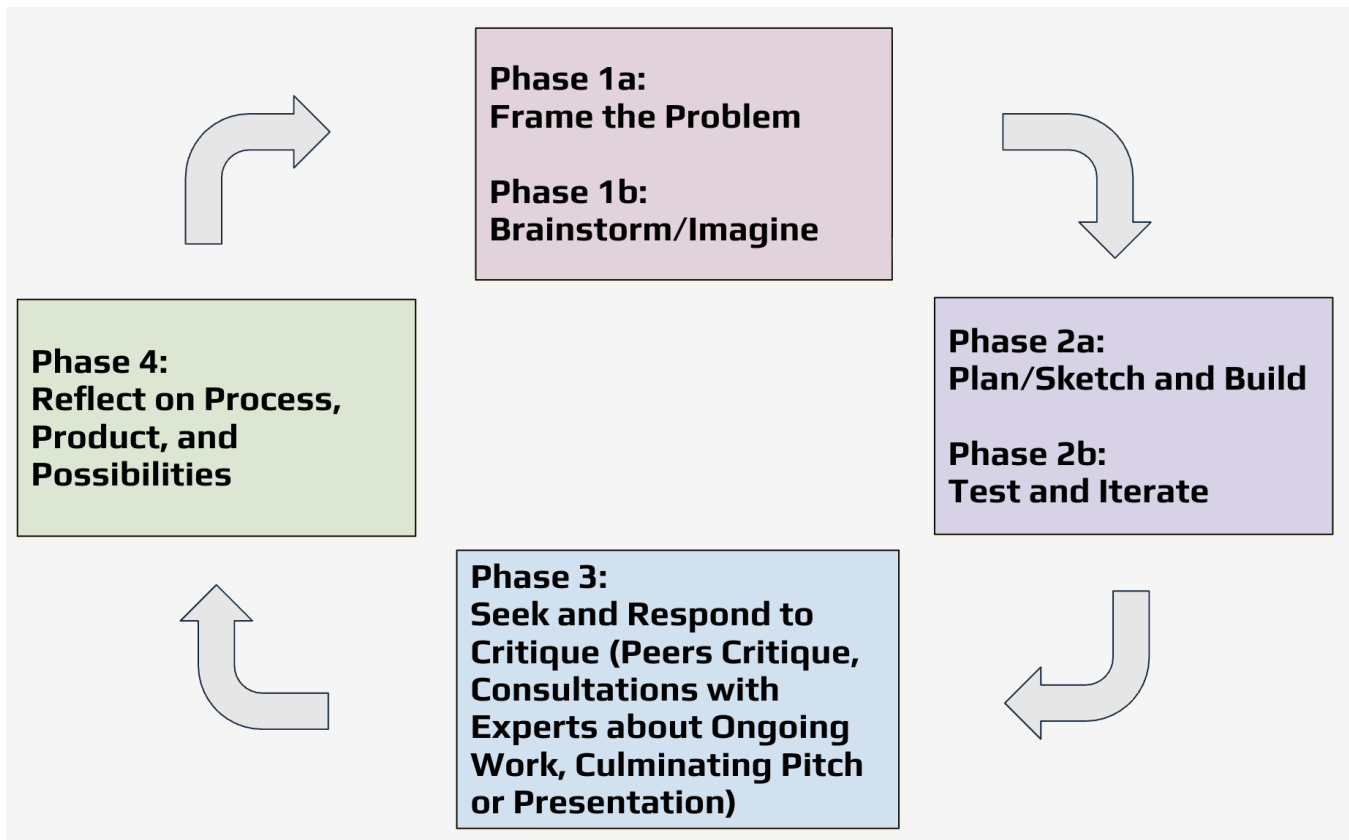 Phase 1a:
Frame the Problem
Phase 1b:
Brainstorm/Imagine
Phase 2a:
Plan/Sketch and Build
Phase 2b:
Test and Iterate
Phase 3:
Seek and Respond to
Critique (Peers Critique,
Consultations with
Experts about Ongoing
Work, Culminating Pitch
or Presentation)
Phase 4:
Reflect on Process,
Product, and
Possibilities